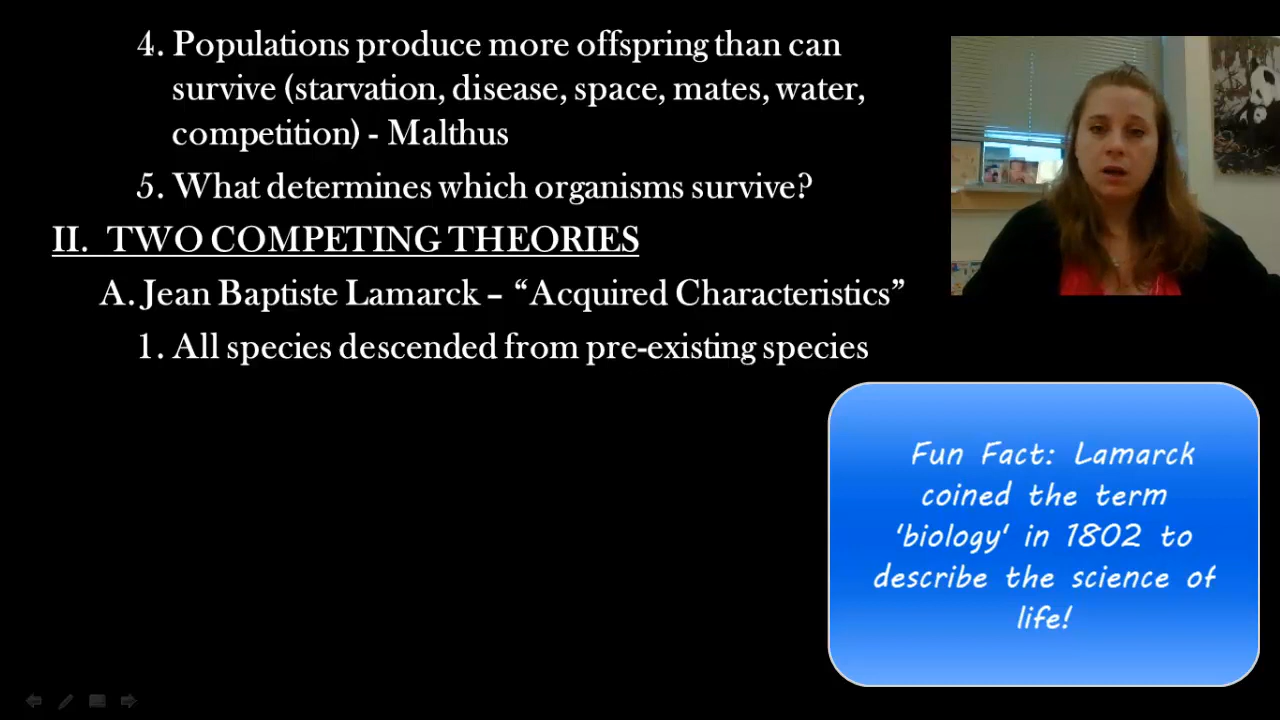 4. Populations produce more offspring than can
survive (starvation, disease, space, mates, water,
competition) - Malthus
5. What determines which organisms survive?
II. TWO COMPETING THEORIES
A. Jean Baptiste Lamarck – “Acquired Characteristics”
1. All species descended from pre-existing species
Fun Fact: Lamarck
coined the term
'biology' in 1802 to
describe the science of
life!